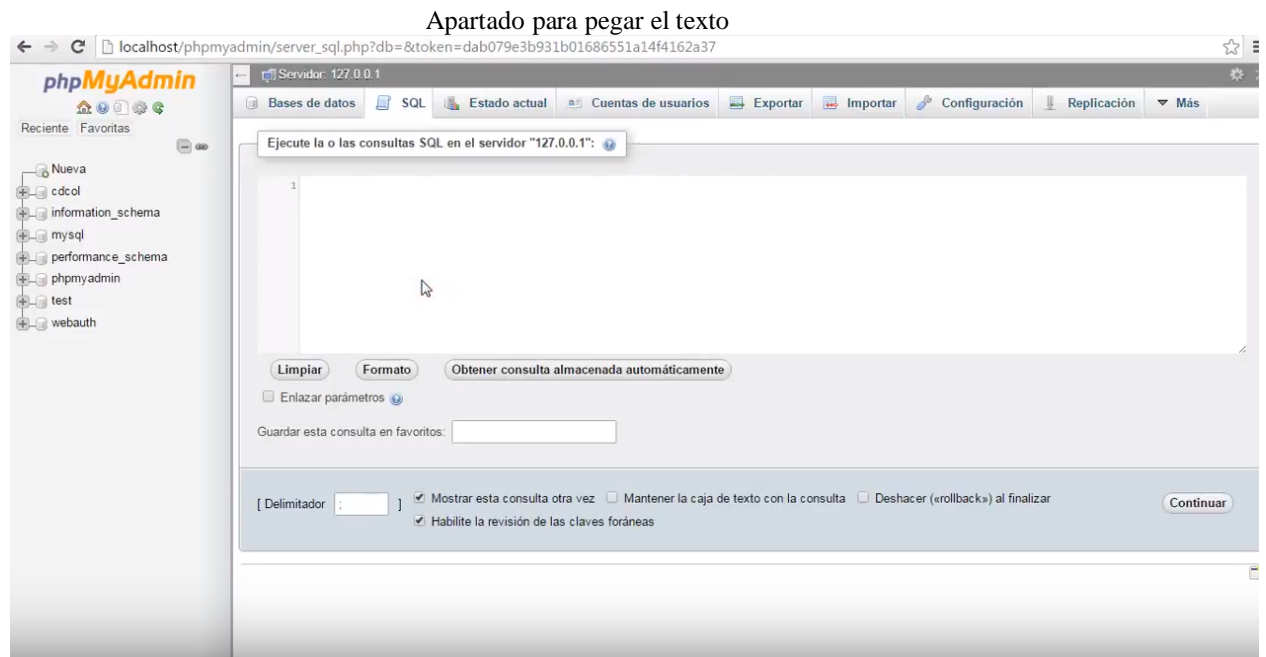 Apartado para pegar el texto
localhost/phpmyadmin/server_sql.php?db=&token=dab079e3b931b01686551a14f4162a37
phpMyAdmin
Reciente Favoritas
Nueva
cdcol
information_schema
mysql
performance_schema
phpmyadmin
test
webauth
Servidor: 127.0.0.1
Bases de datos SQL Estado actual Cuentas de usuarios Exportar Importar Configuración Replicación Más
Ejecute la o las consultas SQL en el servidor "127.0.0.1":
1
Limpiar Formato Obtener consulta almacenada automáticamente
Enlazar parámetros
Guardar esta consulta en favoritos:
[ Delimitador ; ] Mostrar esta consulta otra vez Mantener la caja de texto con la consulta Deshacer («rollback») al finalizar Continuar
Habilite la revisión de las claves foráneas